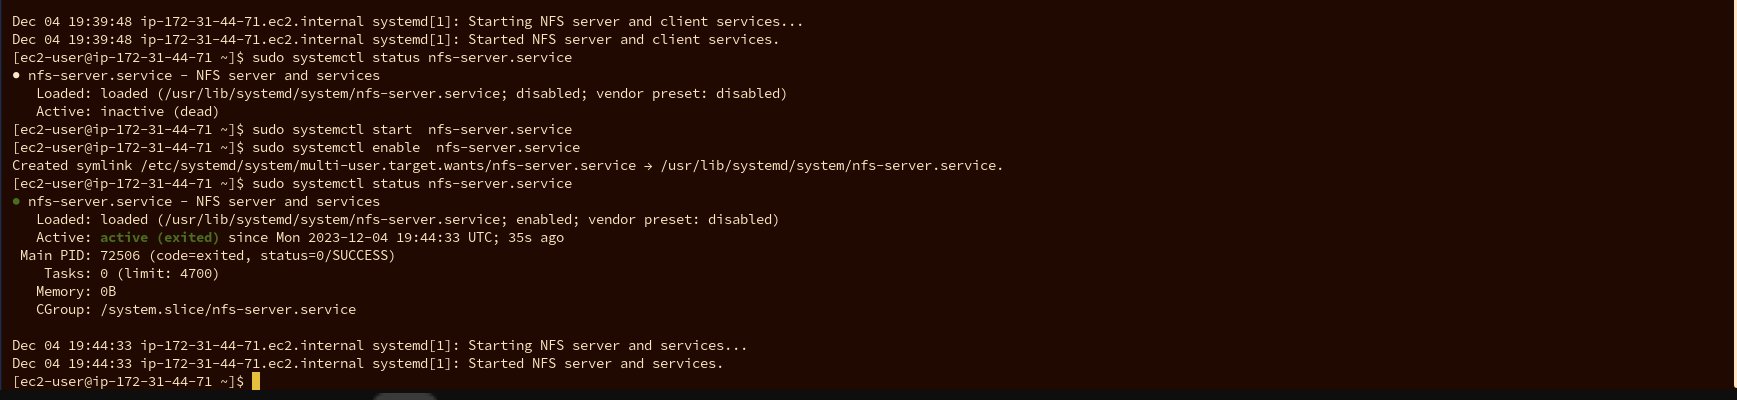 Dec 04 19:39:48 ip-172-31-44-71.ec2.internal systemd[1]: Starting NFS server and client services...
Dec 04 19:39:48 ip-172-31-44-71.ec2.internal systemd[1]: Started NFS server and client services.
[ec2-user@ip-172-31-44-71 ~]$ sudo systemctl status nfs-server.service
● nfs-server.service - NFS server and services
   Loaded: loaded (/usr/lib/systemd/system/nfs-server.service; disabled; vendor preset: disabled)
   Active: inactive (dead)
[ec2-user@ip-172-31-44-71 ~]$ sudo systemctl start  nfs-server.service
[ec2-user@ip-172-31-44-71 ~]$ sudo systemctl enable  nfs-server.service
Created symlink /etc/systemd/system/multi-user.target.wants/nfs-server.service → /usr/lib/systemd/system/nfs-server.service.
[ec2-user@ip-172-31-44-71 ~]$ sudo systemctl status nfs-server.service
● nfs-server.service - NFS server and services
   Loaded: loaded (/usr/lib/systemd/system/nfs-server.service; enabled; vendor preset: disabled)
   Active: active (exited) since Mon 2023-12-04 19:44:33 UTC; 35s ago
 Main PID: 72506 (code=exited, status=0/SUCCESS)
    Tasks: 0 (limit: 4700)
   Memory: 0B
   CGroup: /system.slice/nfs-server.service

Dec 04 19:44:33 ip-172-31-44-71.ec2.internal systemd[1]: Starting NFS server and services...
Dec 04 19:44:33 ip-172-31-44-71.ec2.internal systemd[1]: Started NFS server and services.
[ec2-user@ip-172-31-44-71 ~]$